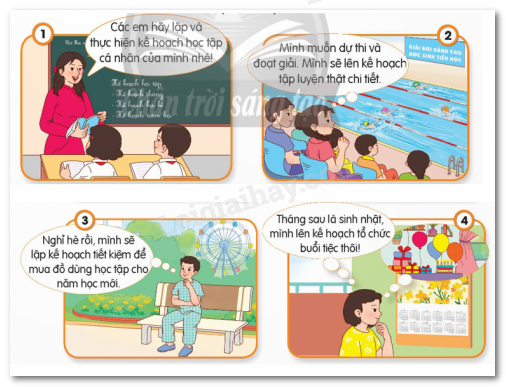 1
Các em hãy lập và
thực hiện kế hoạch học tập
cá nhân của mình nhé!
Kế hoạch học tập
- Kế hoạch tháng
- Kế hoạch học kì
- Kế hoạch năm học
2
Mình muốn dự thi và
đoạt giải. Mình sẽ lên kế hoạch
tập luyện thật chi tiết.
GIẢI BƠI DÀNH CHO
HỌC SINH TIỂU HỌC
3
Nghỉ hè rồi, mình sẽ
lập kế hoạch tiết kiệm để
mua đồ dùng học tập cho
năm học mới.
4
Tháng sau là sinh nhật,
mình lên kế hoạch tổ chức
buổi tiệc thôi!